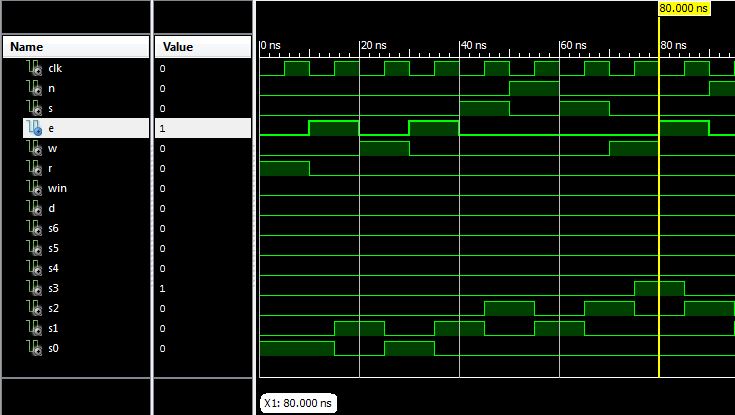 80.000 ns
Name Value
0 ns 20 ns 40 ns 60 ns 80 ns
clk 0
n 0
s 0
e 1
w 0
r 0
win 0
d 0
s6 0
s5 0
s4 0
s3 1
s2 0
s1 0
s0 0
X1: 80.000 ns